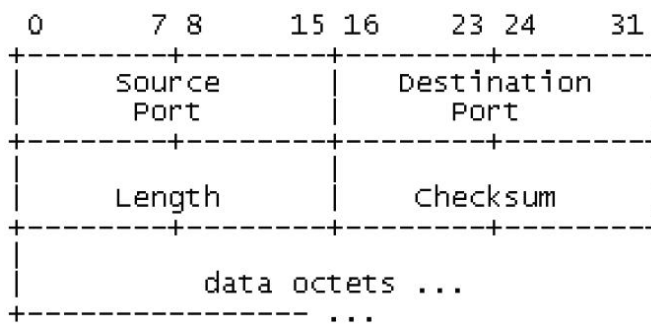 0 7 8 15 16 23 24 31
+--------+--------+--------+--------
| Source | Destination
| Port | Port
+--------+--------+--------+--------
|
| Length | Checksum
+--------+--------+--------+--------
|
| data octets ...
+---------------- ...